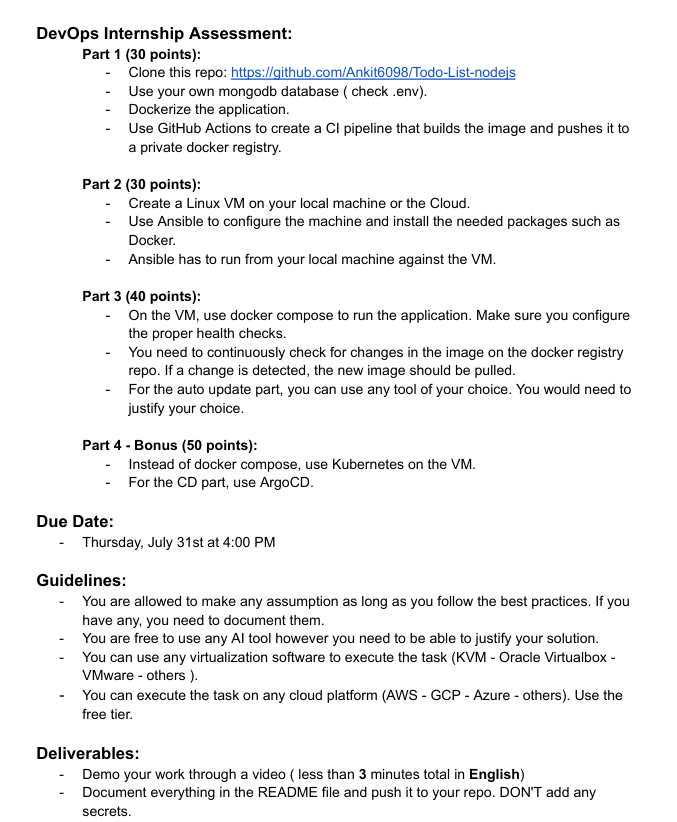 DevOps Internship Assessment:
Part 1 (30 points):
- Clone this repo: https://github.com/Ankit6098/Todo-List-nodejs
- Use your own mongodb database ( check .env).
- Dockerize the application.
- Use GitHub Actions to create a CI pipeline that builds the image and pushes it to
a private docker registry.
Part 2 (30 points):
- Create a Linux VM on your local machine or the Cloud.
- Use Ansible to configure the machine and install the needed packages such as
Docker.
- Ansible has to run from your local machine against the VM.
Part 3 (40 points):
- On the VM, use docker compose to run the application. Make sure you configure
the proper health checks.
- You need to continuously check for changes in the image on the docker registry
repo. If a change is detected, the new image should be pulled.
- For the auto update part, you can use any tool of your choice. You would need to
justify your choice.
Part 4 - Bonus (50 points):
- Instead of docker compose, use Kubernetes on the VM.
- For the CD part, use ArgoCD.
Due Date:
- Thursday, July 31st at 4:00 PM
Guidelines:
- You are allowed to make any assumption as long as you follow the best practices. If you
have any, you need to document them.
- You are free to use any AI tool however you need to be able to justify your solution.
- You can use any virtualization software to execute the task (KVM - Oracle Virtualbox -
VMware - others ).
- You can execute the task on any cloud platform (AWS - GCP - Azure - others). Use the
free tier.
Deliverables:
- Demo your work through a video ( less than 3 minutes total in English)
- Document everything in the README file and push it to your repo. DON'T add any
secrets.